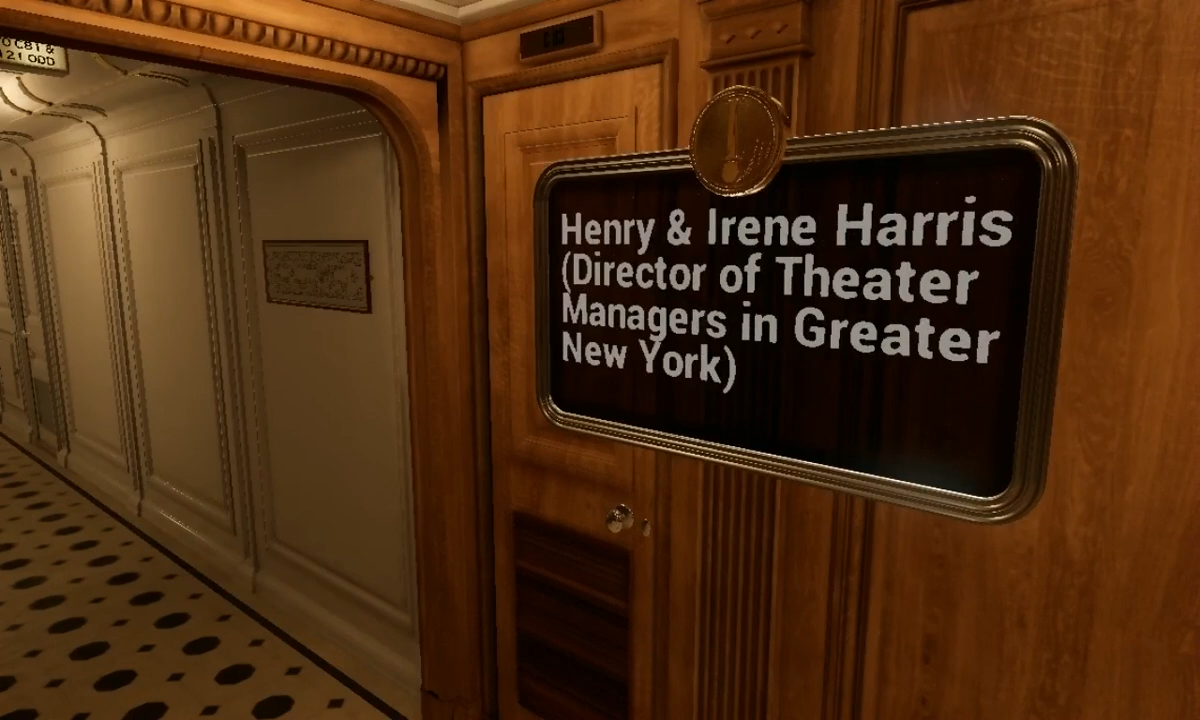 Henry & Irene Harris
(Director of Theater
Managers in Greater
New York)